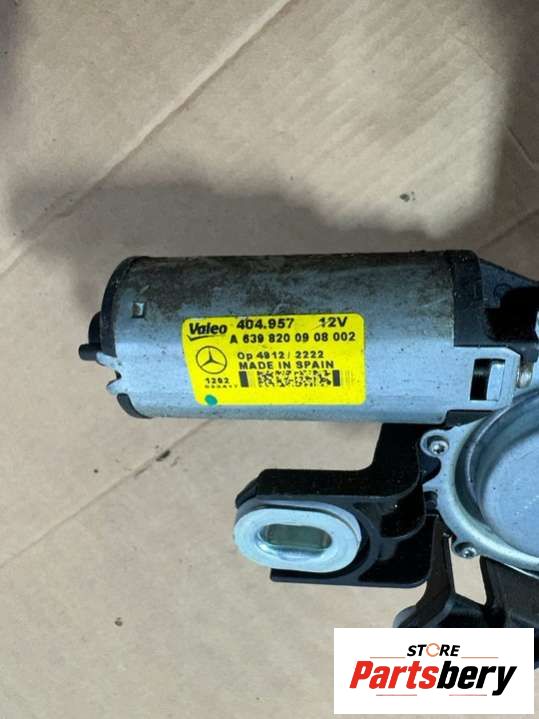 Valeo 404.957 12V
A 639 820 09 08 002
Op 4912 / 2222
MADE IN SPAIN
1292
STORE
Partsbery